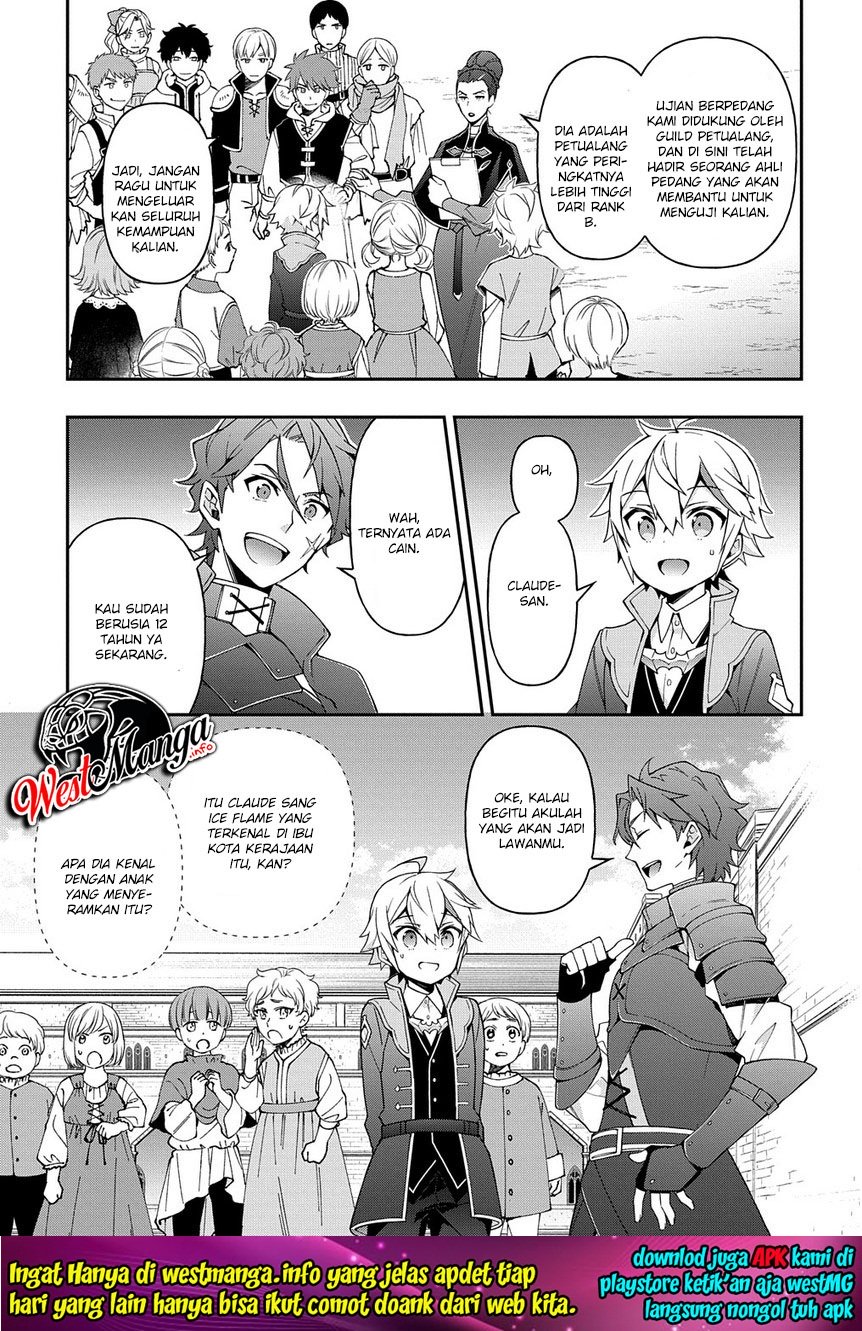 UJIAN BERPEDANG
KAMI DIDUKUNG OLEH
GUILD PETUALANG,
DAN DI SINI TELAH
HADIR SEORANG AHLI
PEDANG YANG AKAN
MEMBANTU UNTUK
MENGUJI KALIAN.
DIA ADALAH
PETUALANG
YANG PERI-
NGKATNYA
LEBIH TINGGI
DARI RANK
B.
JADI, JANGAN
RAGU UNTUK
MENGELUAR
KAN SELURUH
KEMAMPUAN
KALIAN.
OH,
CLAUDE-
SAN.
WAH,
TERNYATA ADA
CAIN.
KAU SUDAH
BERUSIA 12
TAHUN YA
SEKARANG.
OKE, KALAU
BEGITU AKULAH
YANG AKAN JADI
LAWANMU.
ITU CLAUDE SANG
ICE FLAME YANG
TERKENAL DI IBU
KOTA KERAJAAN
ITU, KAN?
APA DIA KENAL
DENGAN ANAK
YANG MENYE-
RAMKAN ITU?
WestManga
.info
Ingat Hanya di westmanga.info yang jelas apdet tiap
hari yang lain hanya bisa ikut comot doank dari web kita.
downlod juga APK kami di
playstore ketik'an aja westMG
langsung nongol tuh apk